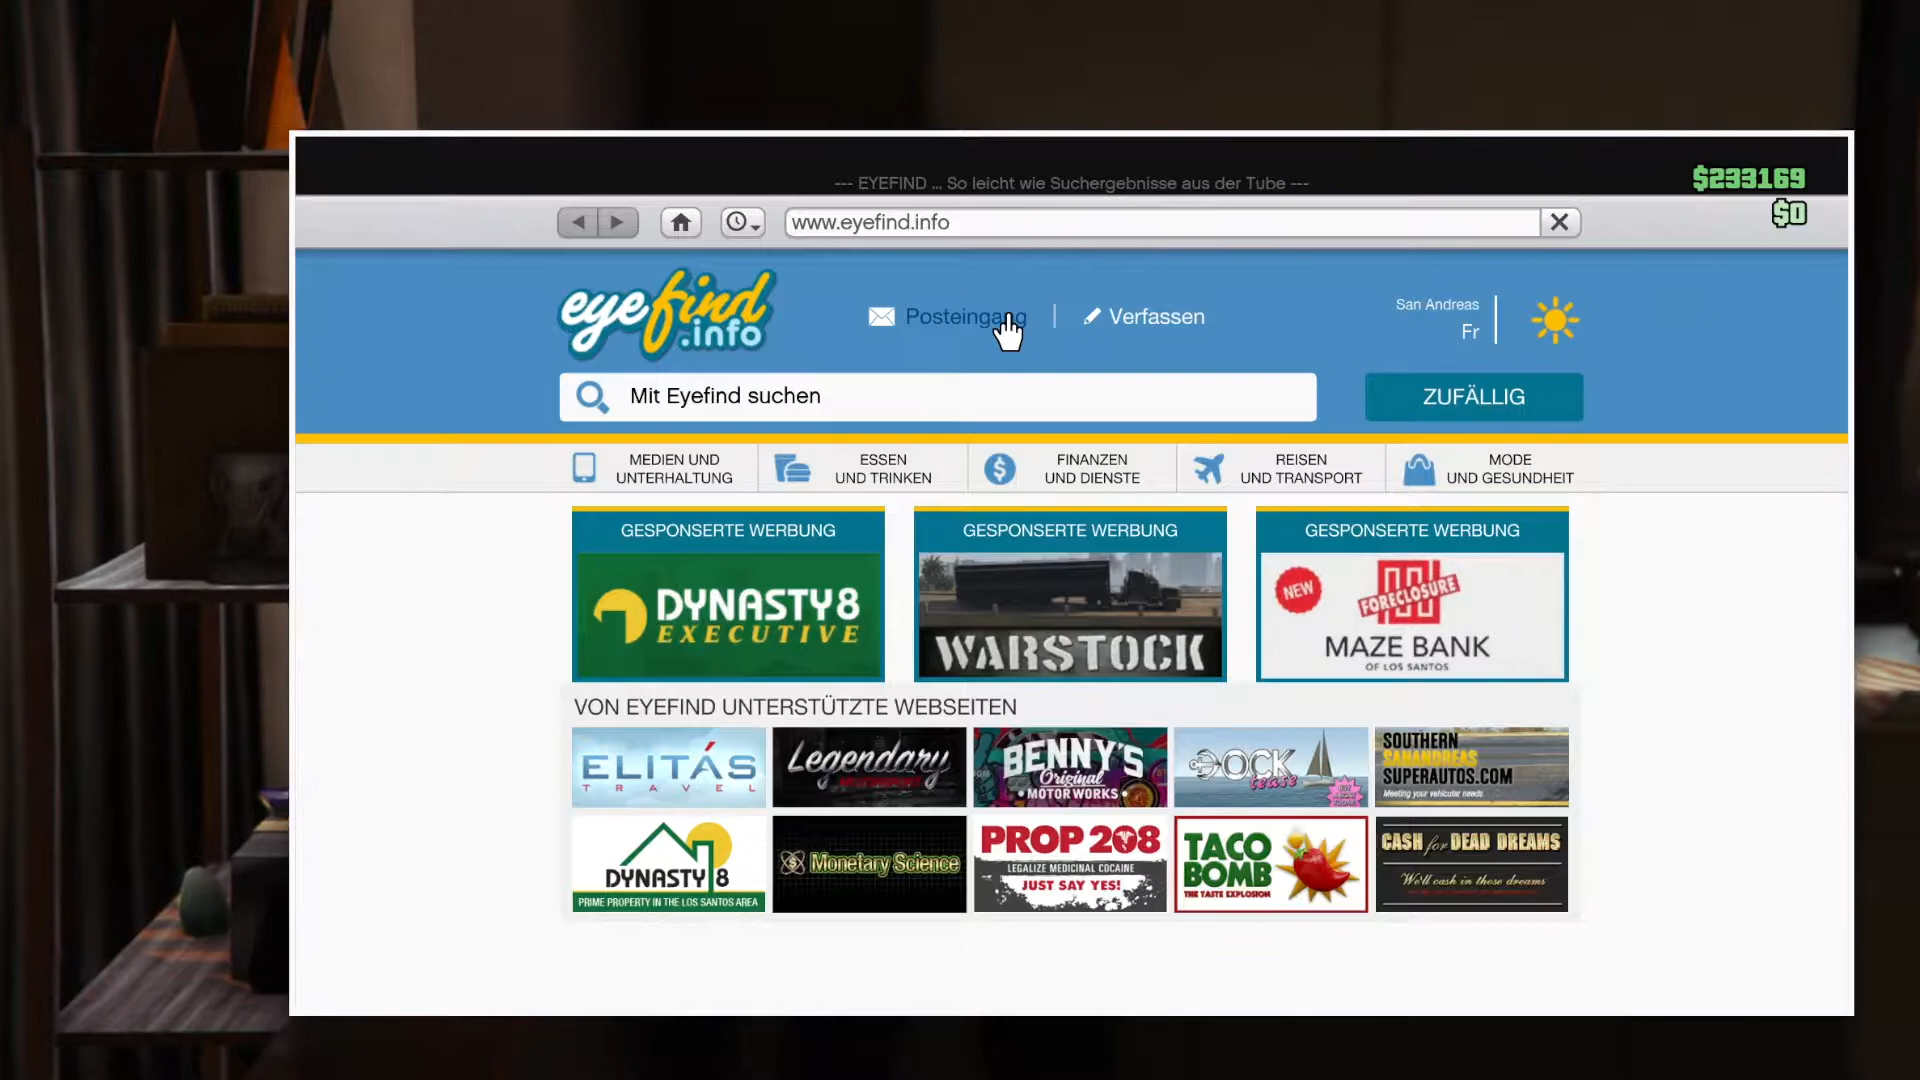 --- EYEFIND ... So leicht wie Suchergebnisse aus der Tube ---
$233169
$0
www.eyefind.info
eyefind
.info
Posteingang
Verfassen
San Andreas
Fr
Mit Eyefind suchen
ZUFÄLLIG
MEDIEN UND
UNTERHALTUNG
ESSEN
UND TRINKEN
FINANZEN
UND DIENSTE
REISEN
UND TRANSPORT
MODE
UND GESUNDHEIT
GESPONSERTE WERBUNG
DYNASTY8
EXECUTIVE
GESPONSERTE WERBUNG
WARSTOCK
GESPONSERTE WERBUNG
NEW
FORECLOSURE
MAZE BANK
OF LOS SANTOS
VON EYEFIND UNTERSTÜTZTE WEBSEITEN
ELITÁS
TRAVEL
Legendary
BENNY'S
Original
MOTOR WORKS
DOCK
tease
SOUTHERN
SANANDREAS
SUPERAUTOS.COM
Meeting your vehicular needs
DYNASTY 8
PRIME PROPERTY IN THE LOS SANTOS AREA
Monetary Science
PROP 208
LEGALIZE MEDICINAL COCAINE
JUST SAY YES!
TACO
BOMB
THE TASTE EXPLOSION
CASH for DEAD DREAMS
We'll cash in those dreams